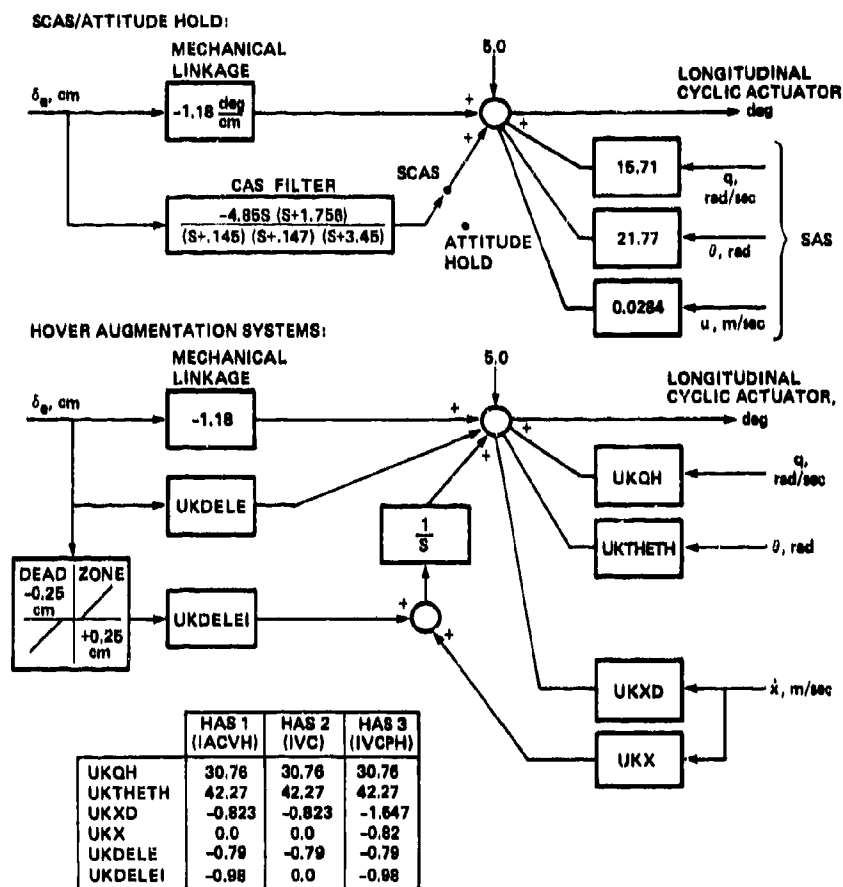 SCAS/ATTITUDE HOLD:
MECHANICAL
LINKAGE
5.0
LONGITUDINAL
CYCLIC ACTUATOR
deg
δe, cm
-1.18 deg/cm
+
+
+
SCAS
CAS FILTER
-4.85S (S+1.756)
(S+.145) (S+.147) (S+3.45)
ATTITUDE
HOLD
15.71
q,
rad/sec
21.77
θ, rad
SAS
0.0284
u, m/sec
HOVER AUGMENTATION SYSTEMS:
MECHANICAL
LINKAGE
5.0
LONGITUDINAL
CYCLIC ACTUATOR,
deg
δe, cm
-1.18
+
+
+
UKQH
q,
rad/sec
UKDELE
1
S
UKTHETH
θ, rad
DEAD ZONE
-0.25
cm
+0.25
cm
UKDELEI
+
+
UKXD
ẋ, m/sec
UKX
HAS 1 HAS 2 HAS 3
(IACVH) (IVC) (IVCPH)
UKQH 30.76 30.76 30.76
UKTHETH 42.27 42.27 42.27
UKXD -0.823 -0.823 -1.647
UKX 0.0 0.0 -0.82
UKDELE -0.79 -0.79 -0.79
UKDELEI -0.98 0.0 -0.98